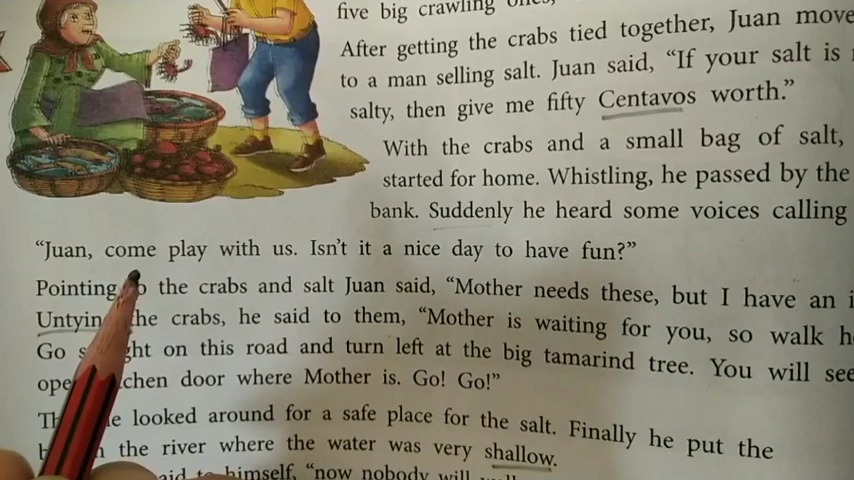 five big crawling
After getting the crabs tied together, Juan move
to a man selling salt. Juan said, “If your salt is
salty, then give me fifty Centavos worth.”
With the crabs and a small bag of salt,
started for home. Whistling, he passed by the
bank. Suddenly he heard some voices calling
“Juan, come play with us. Isn’t it a nice day to have fun?”
Pointing the crabs and salt Juan said, “Mother needs these, but I have an i
Untying he crabs, he said to them, “Mother is waiting for you, so walk h
Go s ght on this road and turn left at the big tamarind tree. You will see
ope chen door where Mother is. Go! Go!”
Th e looked around for a safe place for the salt. Finally he put the
b the river where the water was very shallow.
aid to himself, “now nobody will